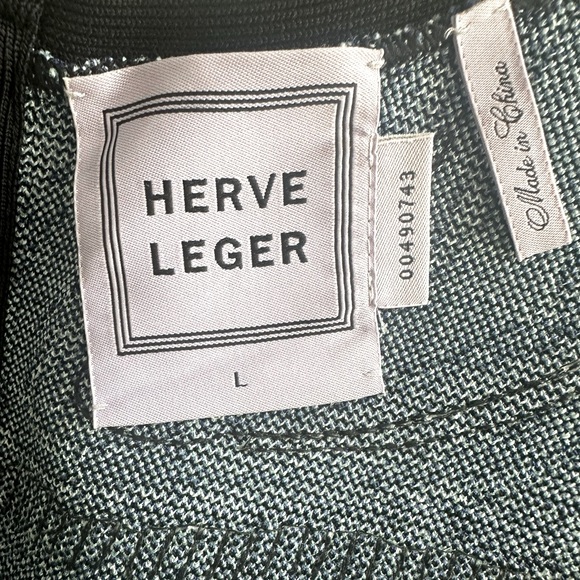 HERVE
LEGER
L
00490743
Made in China